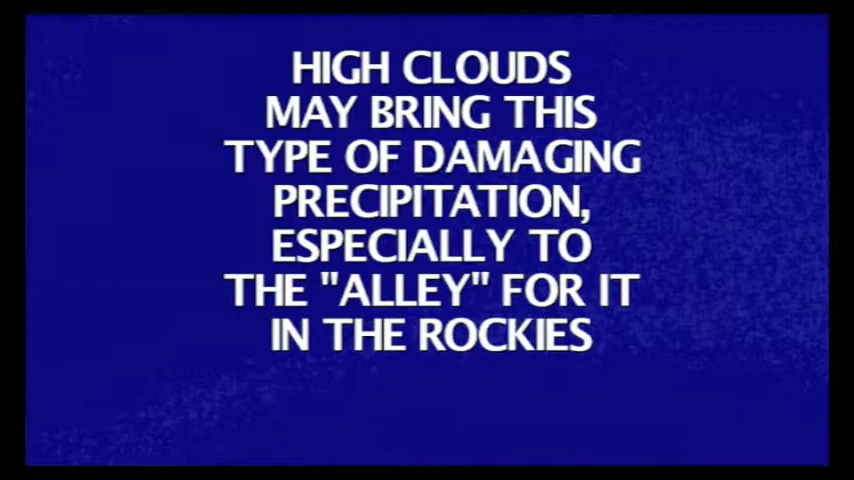 HIGH CLOUDS
MAY BRING THIS
TYPE OF DAMAGING
PRECIPITATION,
ESPECIALLY TO
THE "ALLEY" FOR IT
IN THE ROCKIES